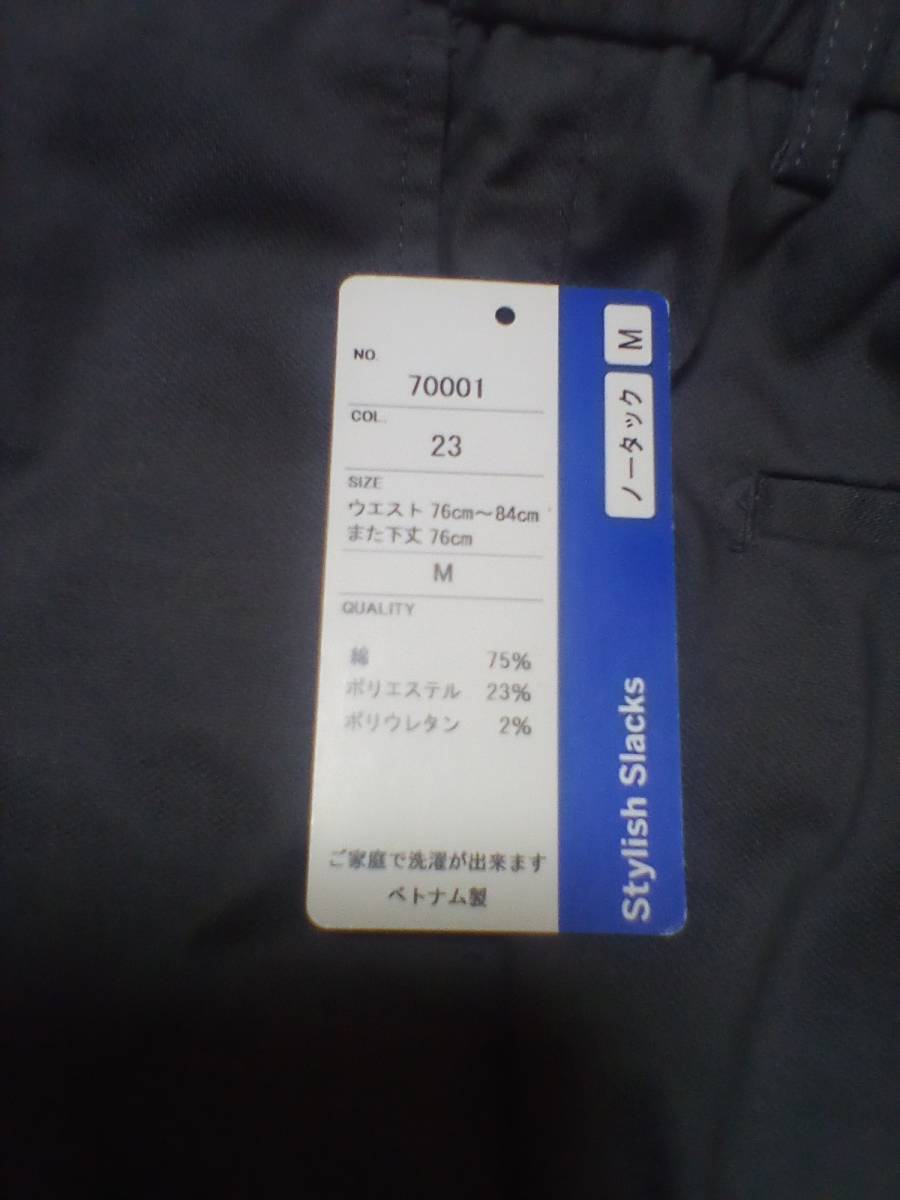 NO.
70001
COL.
23
SIZE
ウエスト 76cm～84cm
また下丈 76cm
M
QUALITY
綿 75%
ポリエステル 23%
ポリウレタン 2%
ご家庭で洗濯が出来ます
ベトナム製
M
ノータック
Stylish Slacks